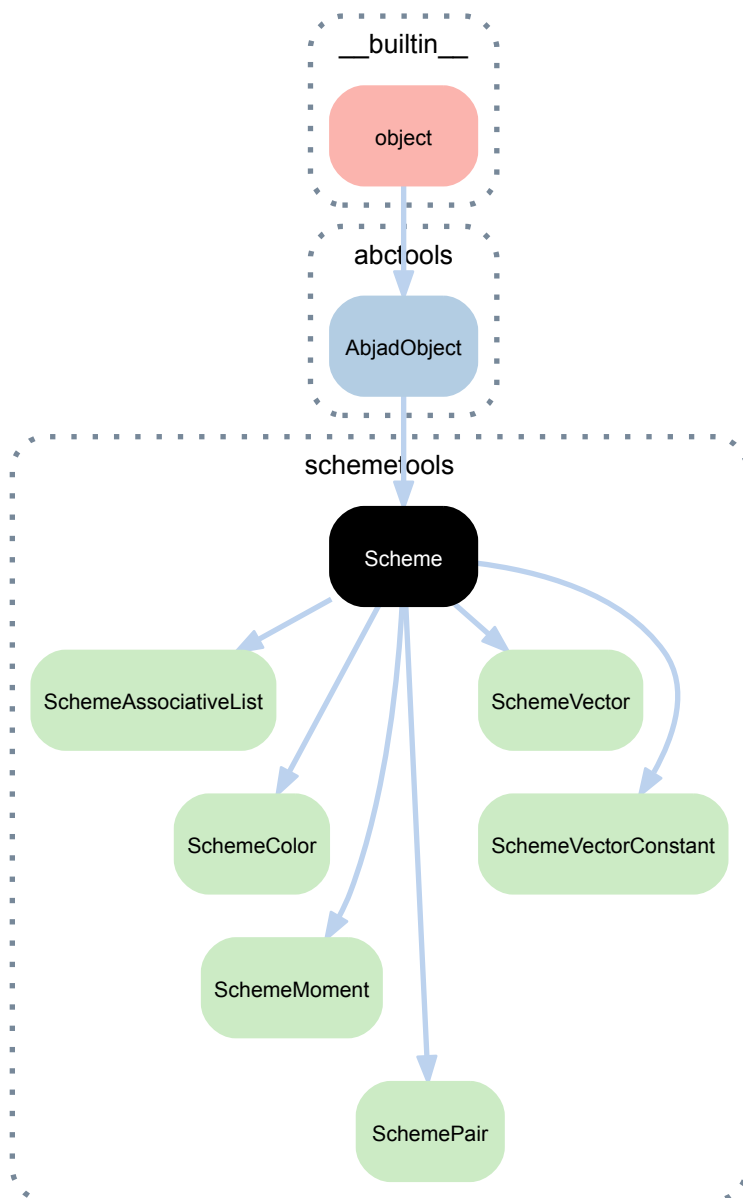 __builtin__
object
abctools
AbjadObject
schemetools
Scheme
SchemeAssociativeList
SchemeVector
SchemeColor
SchemeVectorConstant
SchemeMoment
SchemePair